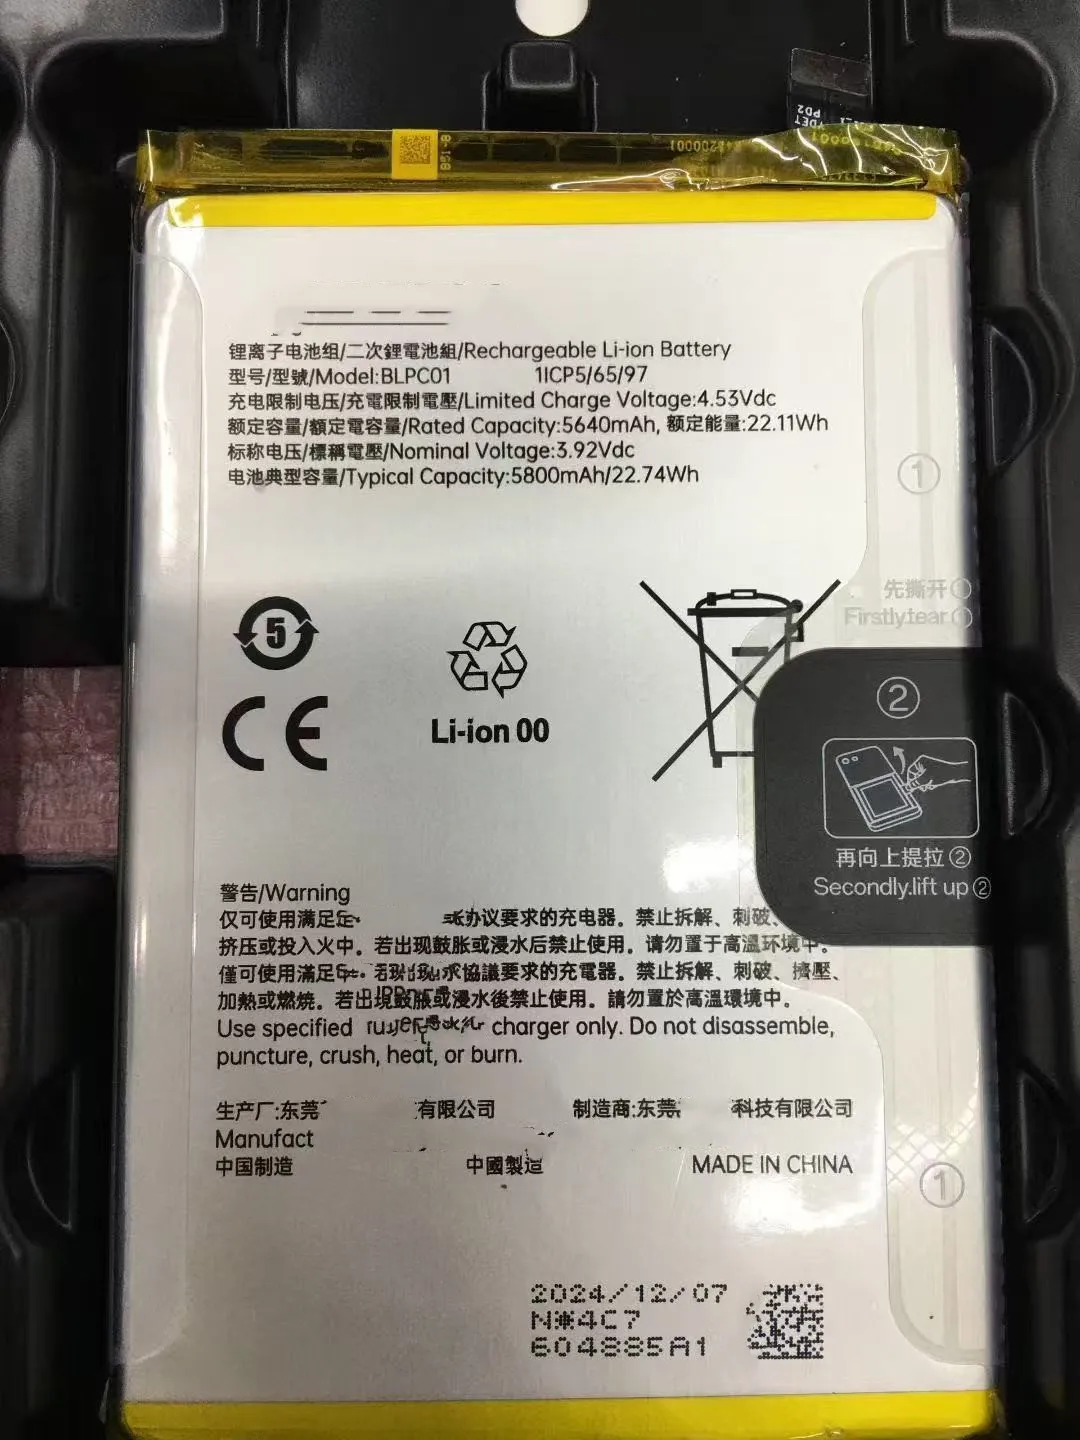 锂离子电池组/二次鋰電池組/Rechargeable Li-ion Battery
型号/型號/Model:BLPC01 1ICP5/65/97
充电限制电压/充電限制電壓/Limited Charge Voltage:4.53Vdc
额定容量/額定電容量/Rated Capacity:5640mAh, 额定能量:22.11Wh
标称电压/標稱電壓/Nominal Voltage:3.92Vdc
电池典型容量/Typical Capacity:5800mAh/22.74Wh
①
先撕开①
Firstly.tear①
5
CE
Li-ion 00
②
再向上提拉②
Secondly.lift up②
警告/Warning
仅可使用满足 协议要求的充电器。禁止拆解、刺破、
挤压或投入火中。若出现鼓胀或浸水后禁止使用。请勿置于高温环境中。
僅可使用滿足 協議要求的充電器。禁止拆解、刺破、擠壓、
加熱或燃燒。若出現鼓脹或浸水後禁止使用。請勿置於高溫環境中。
Use specified charger only. Do not disassemble,
puncture, crush, heat, or burn.
生产厂:东莞 有限公司 制造商:东莞 科技有限公司
Manufact
中国制造 中國製造 MADE IN CHINA
①
2024/12/07
N※4C7
604885A1